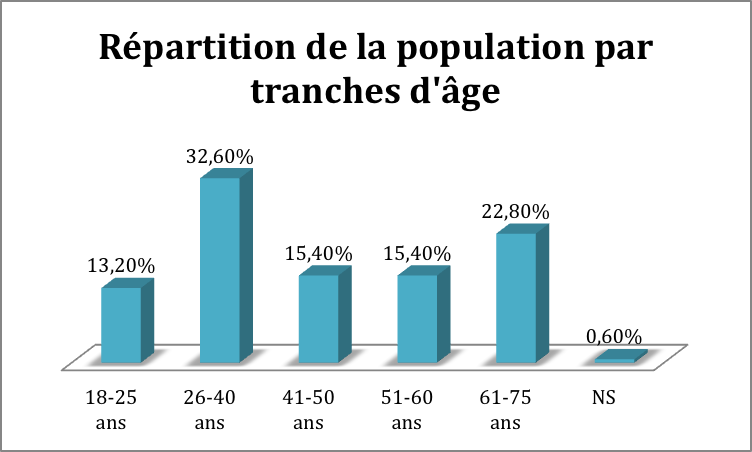 Répartition de la population par
tranches d'âge
32,60%
22,80%
15,40%
15,40%
13,20%
0,60%
18-25
ans
26-40
ans
41-50
ans
51-60
ans
61-75
ans
NS